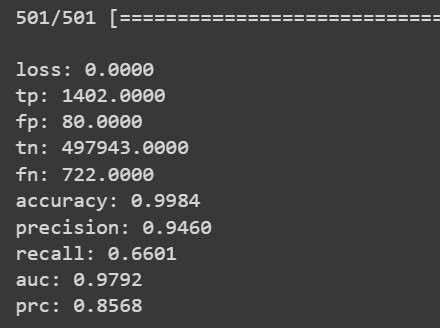 501/501 [============================
loss: 0.0000
tp: 1402.0000
fp: 80.0000
tn: 497943.0000
fn: 722.0000
accuracy: 0.9984
precision: 0.9460
recall: 0.6601
auc: 0.9792
prc: 0.8568